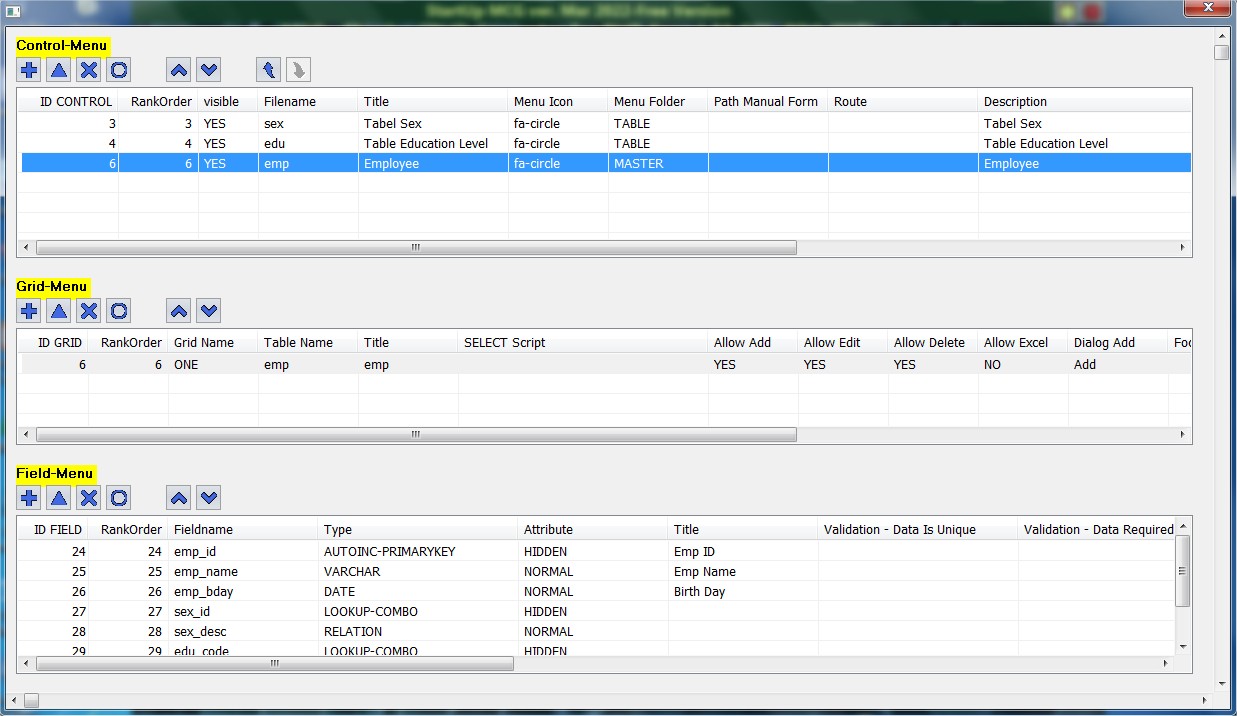 StartUp MCG ver. Mar 2022-Free Version
Control-Menu
ID CONTROL RankOrder visible Filename Title Menu Icon Menu Folder Path Manual Form Route Description
3 3 YES sex Tabel Sex fa-circle TABLE Tabel Sex
4 4 YES edu Table Education Level fa-circle TABLE Table Education Level
6 6 YES emp Employee fa-circle MASTER Employee
Grid-Menu
ID GRID RankOrder Grid Name Table Name Title SELECT Script Allow Add Allow Edit Allow Delete Allow Excel Dialog Add Foo
6 6 ONE emp emp YES YES YES NO Add
Field-Menu
ID FIELD RankOrder Fieldname Type Attribute Title Validation - Data Is Unique Validation - Data Required
24 24 emp_id AUTOINC-PRIMARYKEY HIDDEN Emp ID
25 25 emp_name VARCHAR NORMAL Emp Name
26 26 emp_bday DATE NORMAL Birth Day
27 27 sex_id LOOKUP-COMBO HIDDEN
28 28 sex_desc RELATION NORMAL
29 29 edu_code LOOKUP-COMBO HIDDEN